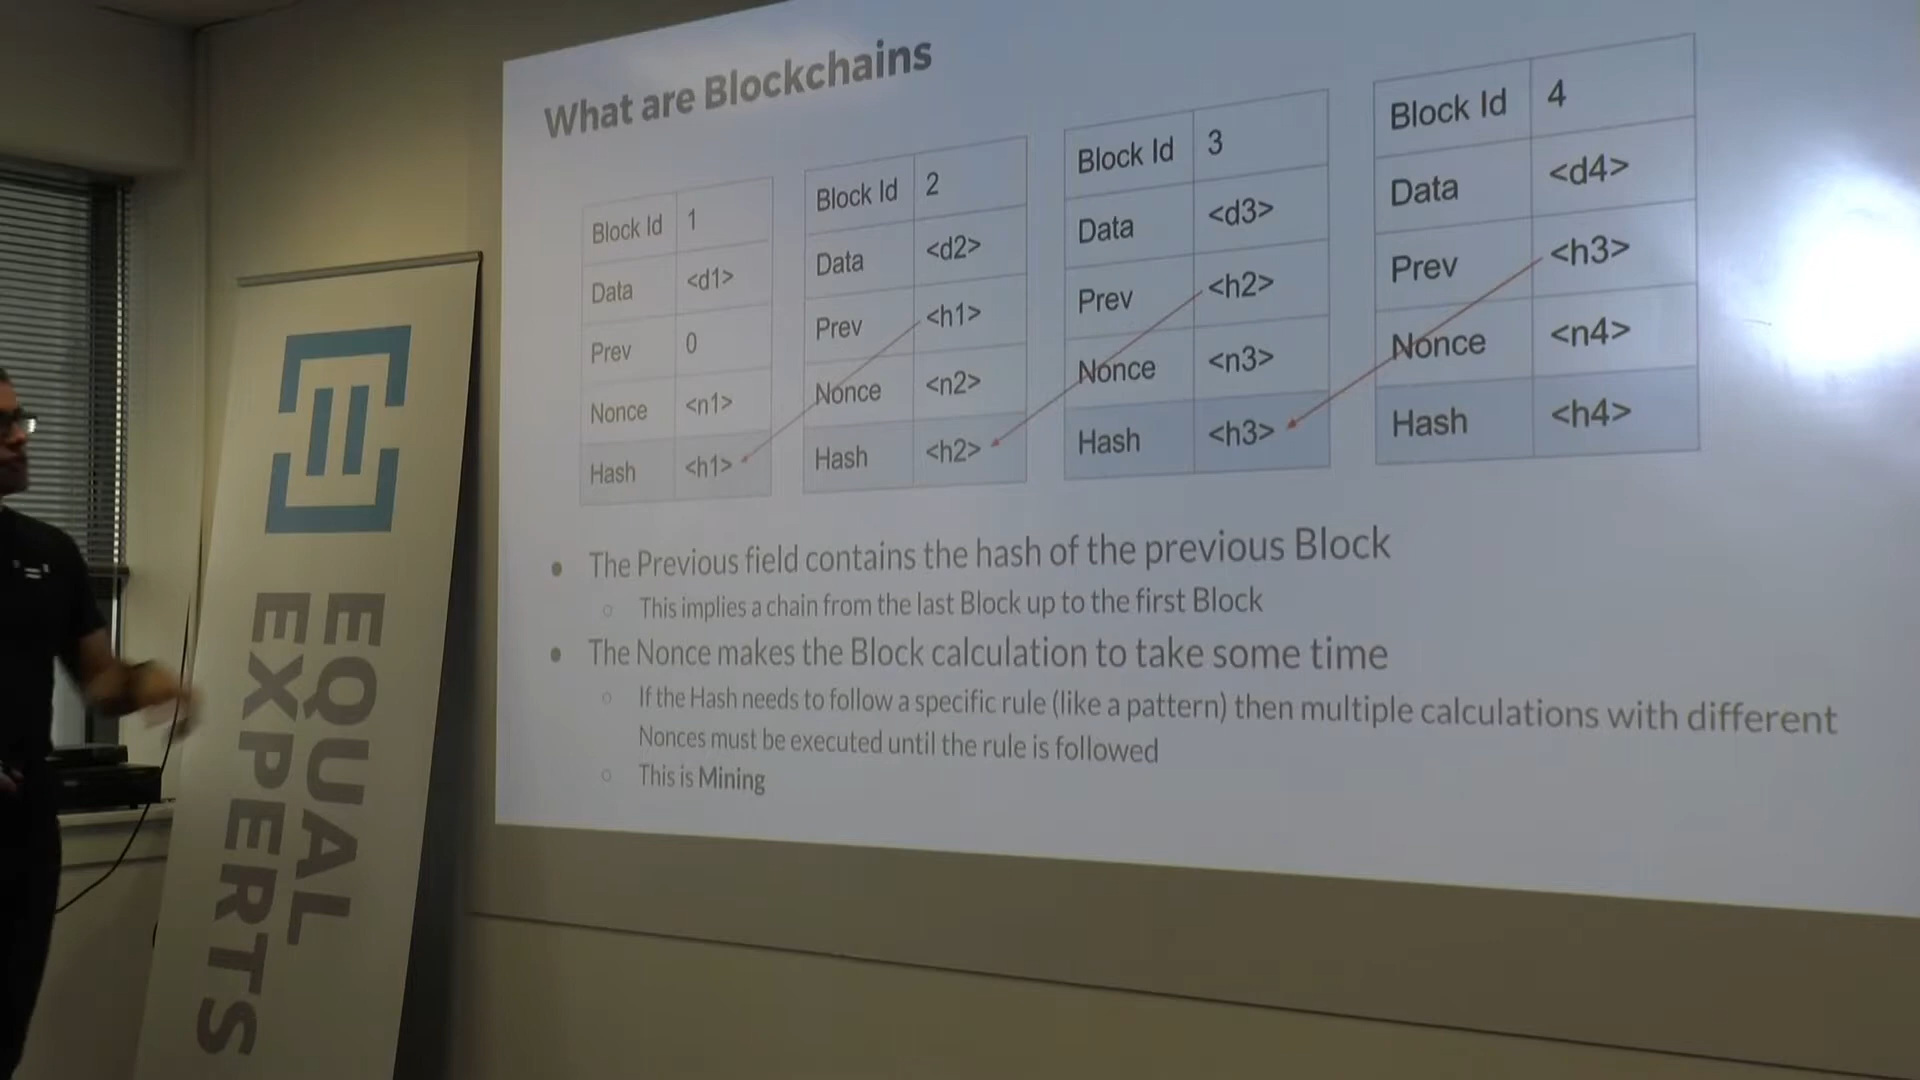 What are Blockchains
Block Id 1
Data <d1>
Prev 0
Nonce <n1>
Hash <h1>
Block Id 2
Data <d2>
Prev <h1>
Nonce <n2>
Hash <h2>
Block Id 3
Data <d3>
Prev <h2>
Nonce <n3>
Hash <h3>
Block Id 4
Data <d4>
Prev <h3>
Nonce <n4>
Hash <h4>
● The Previous field contains the hash of the previous Block
○ This implies a chain from the last Block up to the first Block
● The Nonce makes the Block calculation to take some time
○ If the Hash needs to follow a specific rule (like a pattern) then multiple calculations with different
Nonces must be executed until the rule is followed
○ This is Mining
EQUAL
EXPERTS